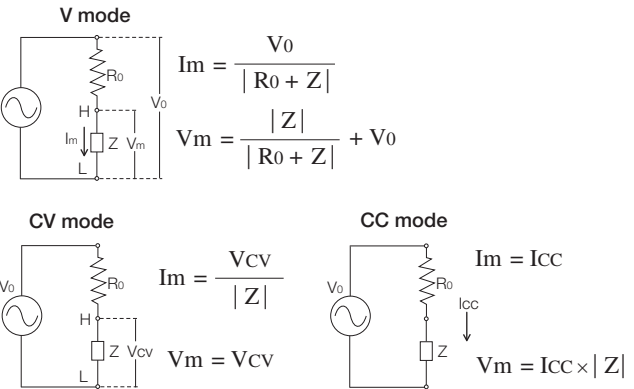 V mode
R0
H
Im
Z
Vm
V0
L
Im = V0 / | R0 + Z |
Vm = | Z | / | R0 + Z | + V0
CV mode
V0
R0
H
Z
VCV
L
Im = VCV / | Z |
Vm = VCV
CC mode
V0
R0
ICC
Z
Im = ICC
Vm = ICC × | Z |